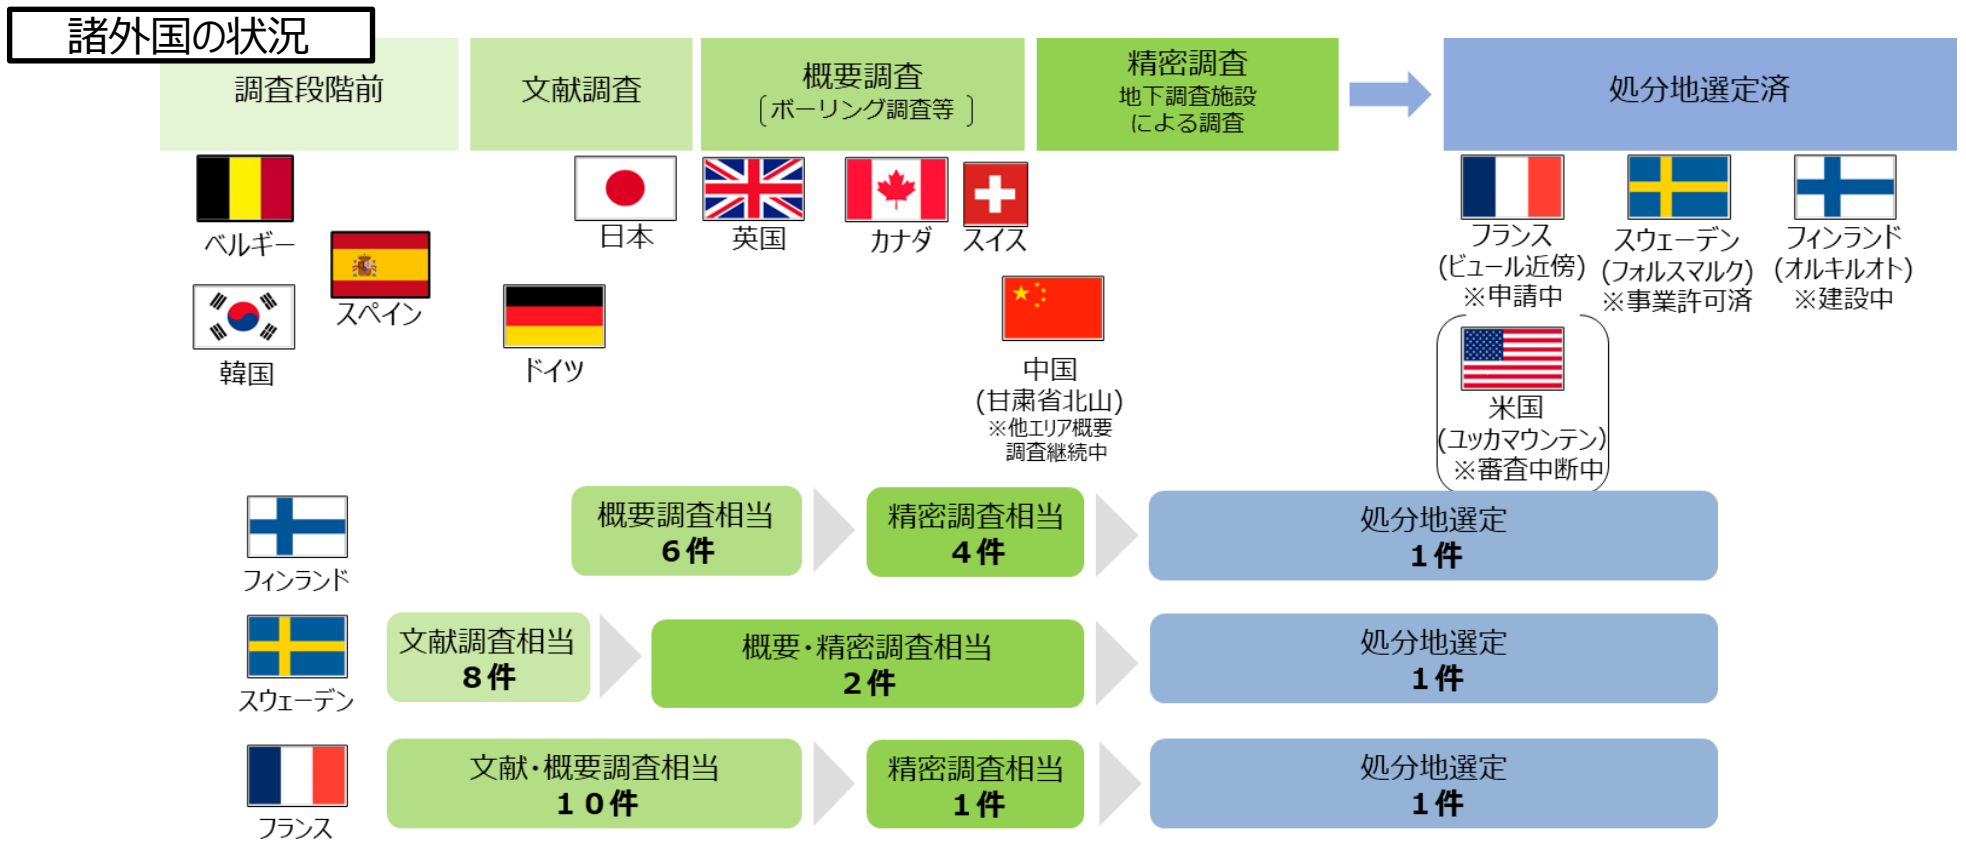 諸外国の状況
調査段階前
文献調査
概要調査
〔ボーリング調査等〕
精密調査
地下調査施設
による調査
処分地選定済
ベルギー
スペイン
韓国
日本
ドイツ
英国
カナダ
スイス
中国
(甘粛省北山)
※他エリア概要
調査継続中
フランス
(ビュール近傍)
※申請中
スウェーデン
(フォルスマルク)
※事業許可済
フィンランド
(オルキルオト)
※建設中
米国
(ユッカマウンテン)
※審査中断中
フィンランド
概要調査相当
6件
精密調査相当
4件
処分地選定
1件
スウェーデン
文献調査相当
8件
概要・精密調査相当
2件
処分地選定
1件
フランス
文献・概要調査相当
10件
精密調査相当
1件
処分地選定
1件